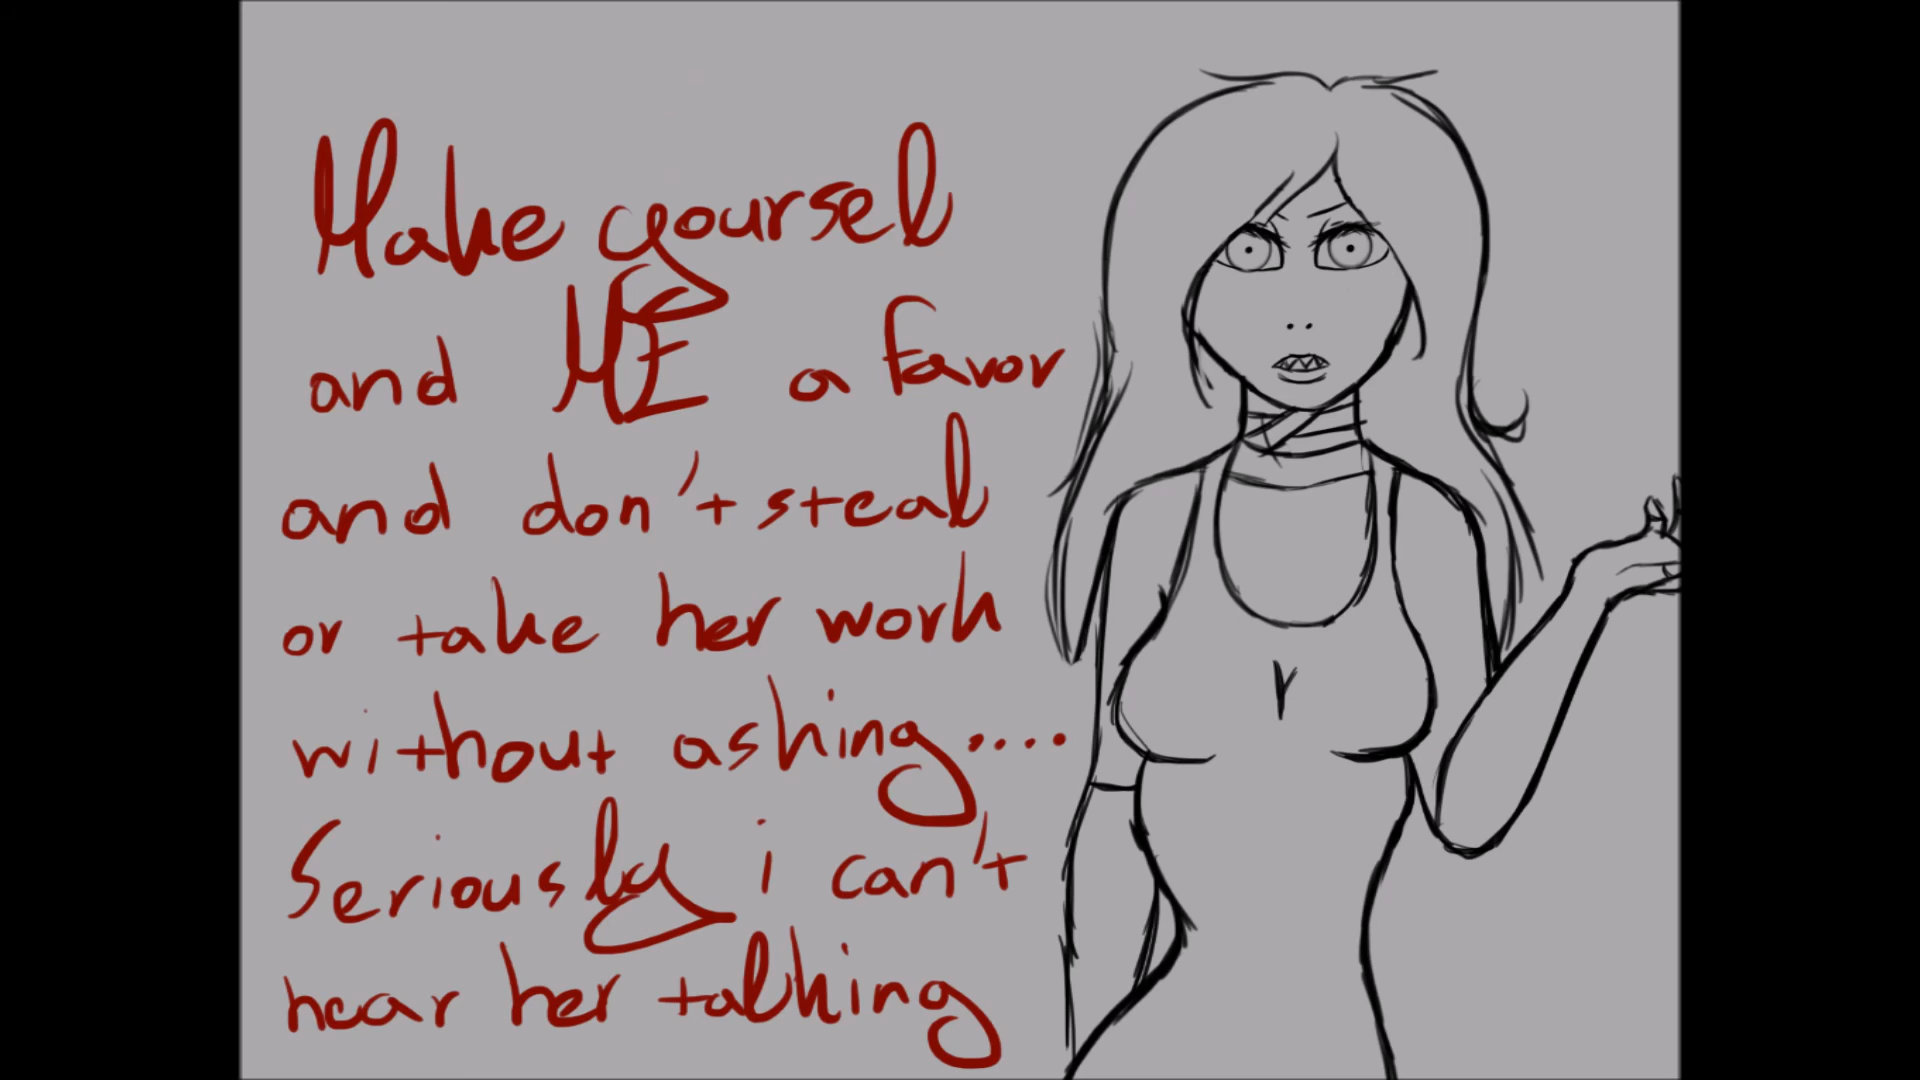 Make yoursel
and ME a favor
and don't steal
or take her work
without asking....
Seriously i can't
hear her talking